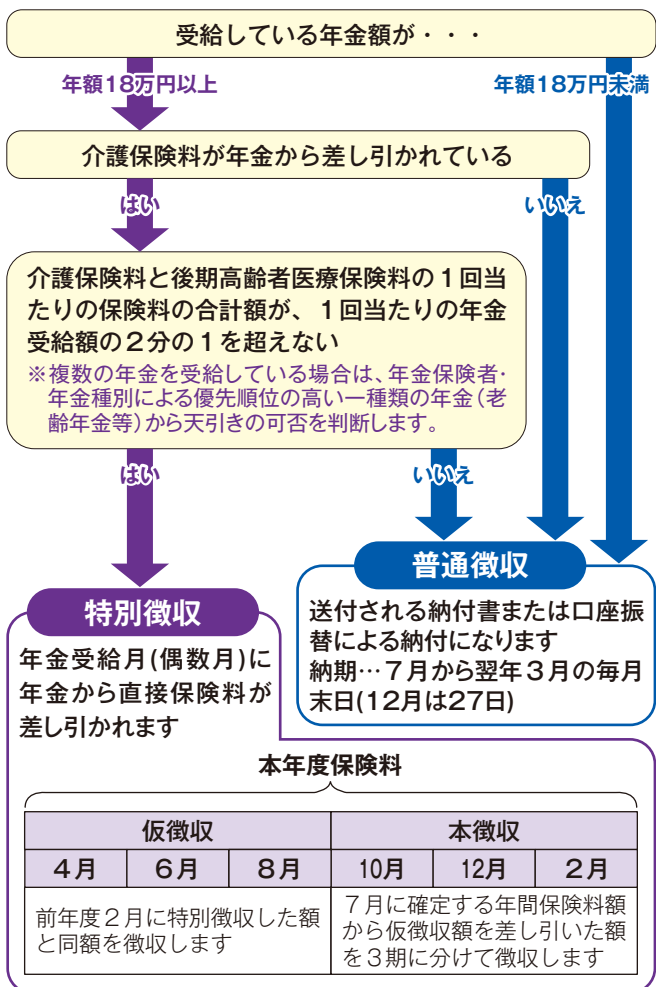 受給している年金額が・・・
年額18万円以上
年額18万円未満
介護保険料が年金から差し引かれている
はい
いいえ
介護保険料と後期高齢者医療保険料の１回当
たりの保険料の合計額が、１回当たりの年金
受給額の２分の１を超えない
※複数の年金を受給している場合は、年金保険者・
年金種別による優先順位の高い一種類の年金（老
齢年金等）から天引きの可否を判断します。
はい
いいえ
普通徴収
送付される納付書または口座振
替による納付になります
納期…７月から翌年３月の毎月
末日(12月は27日)
特別徴収
年金受給月(偶数月)に
年金から直接保険料が
差し引かれます
本年度保険料
仮徴収
本徴収
４月
６月
８月
10月
12月
２月
前年度２月に特別徴収した額
と同額を徴収します
７月に確定する年間保険料額
から仮徴収額を差し引いた額
を３期に分けて徴収します